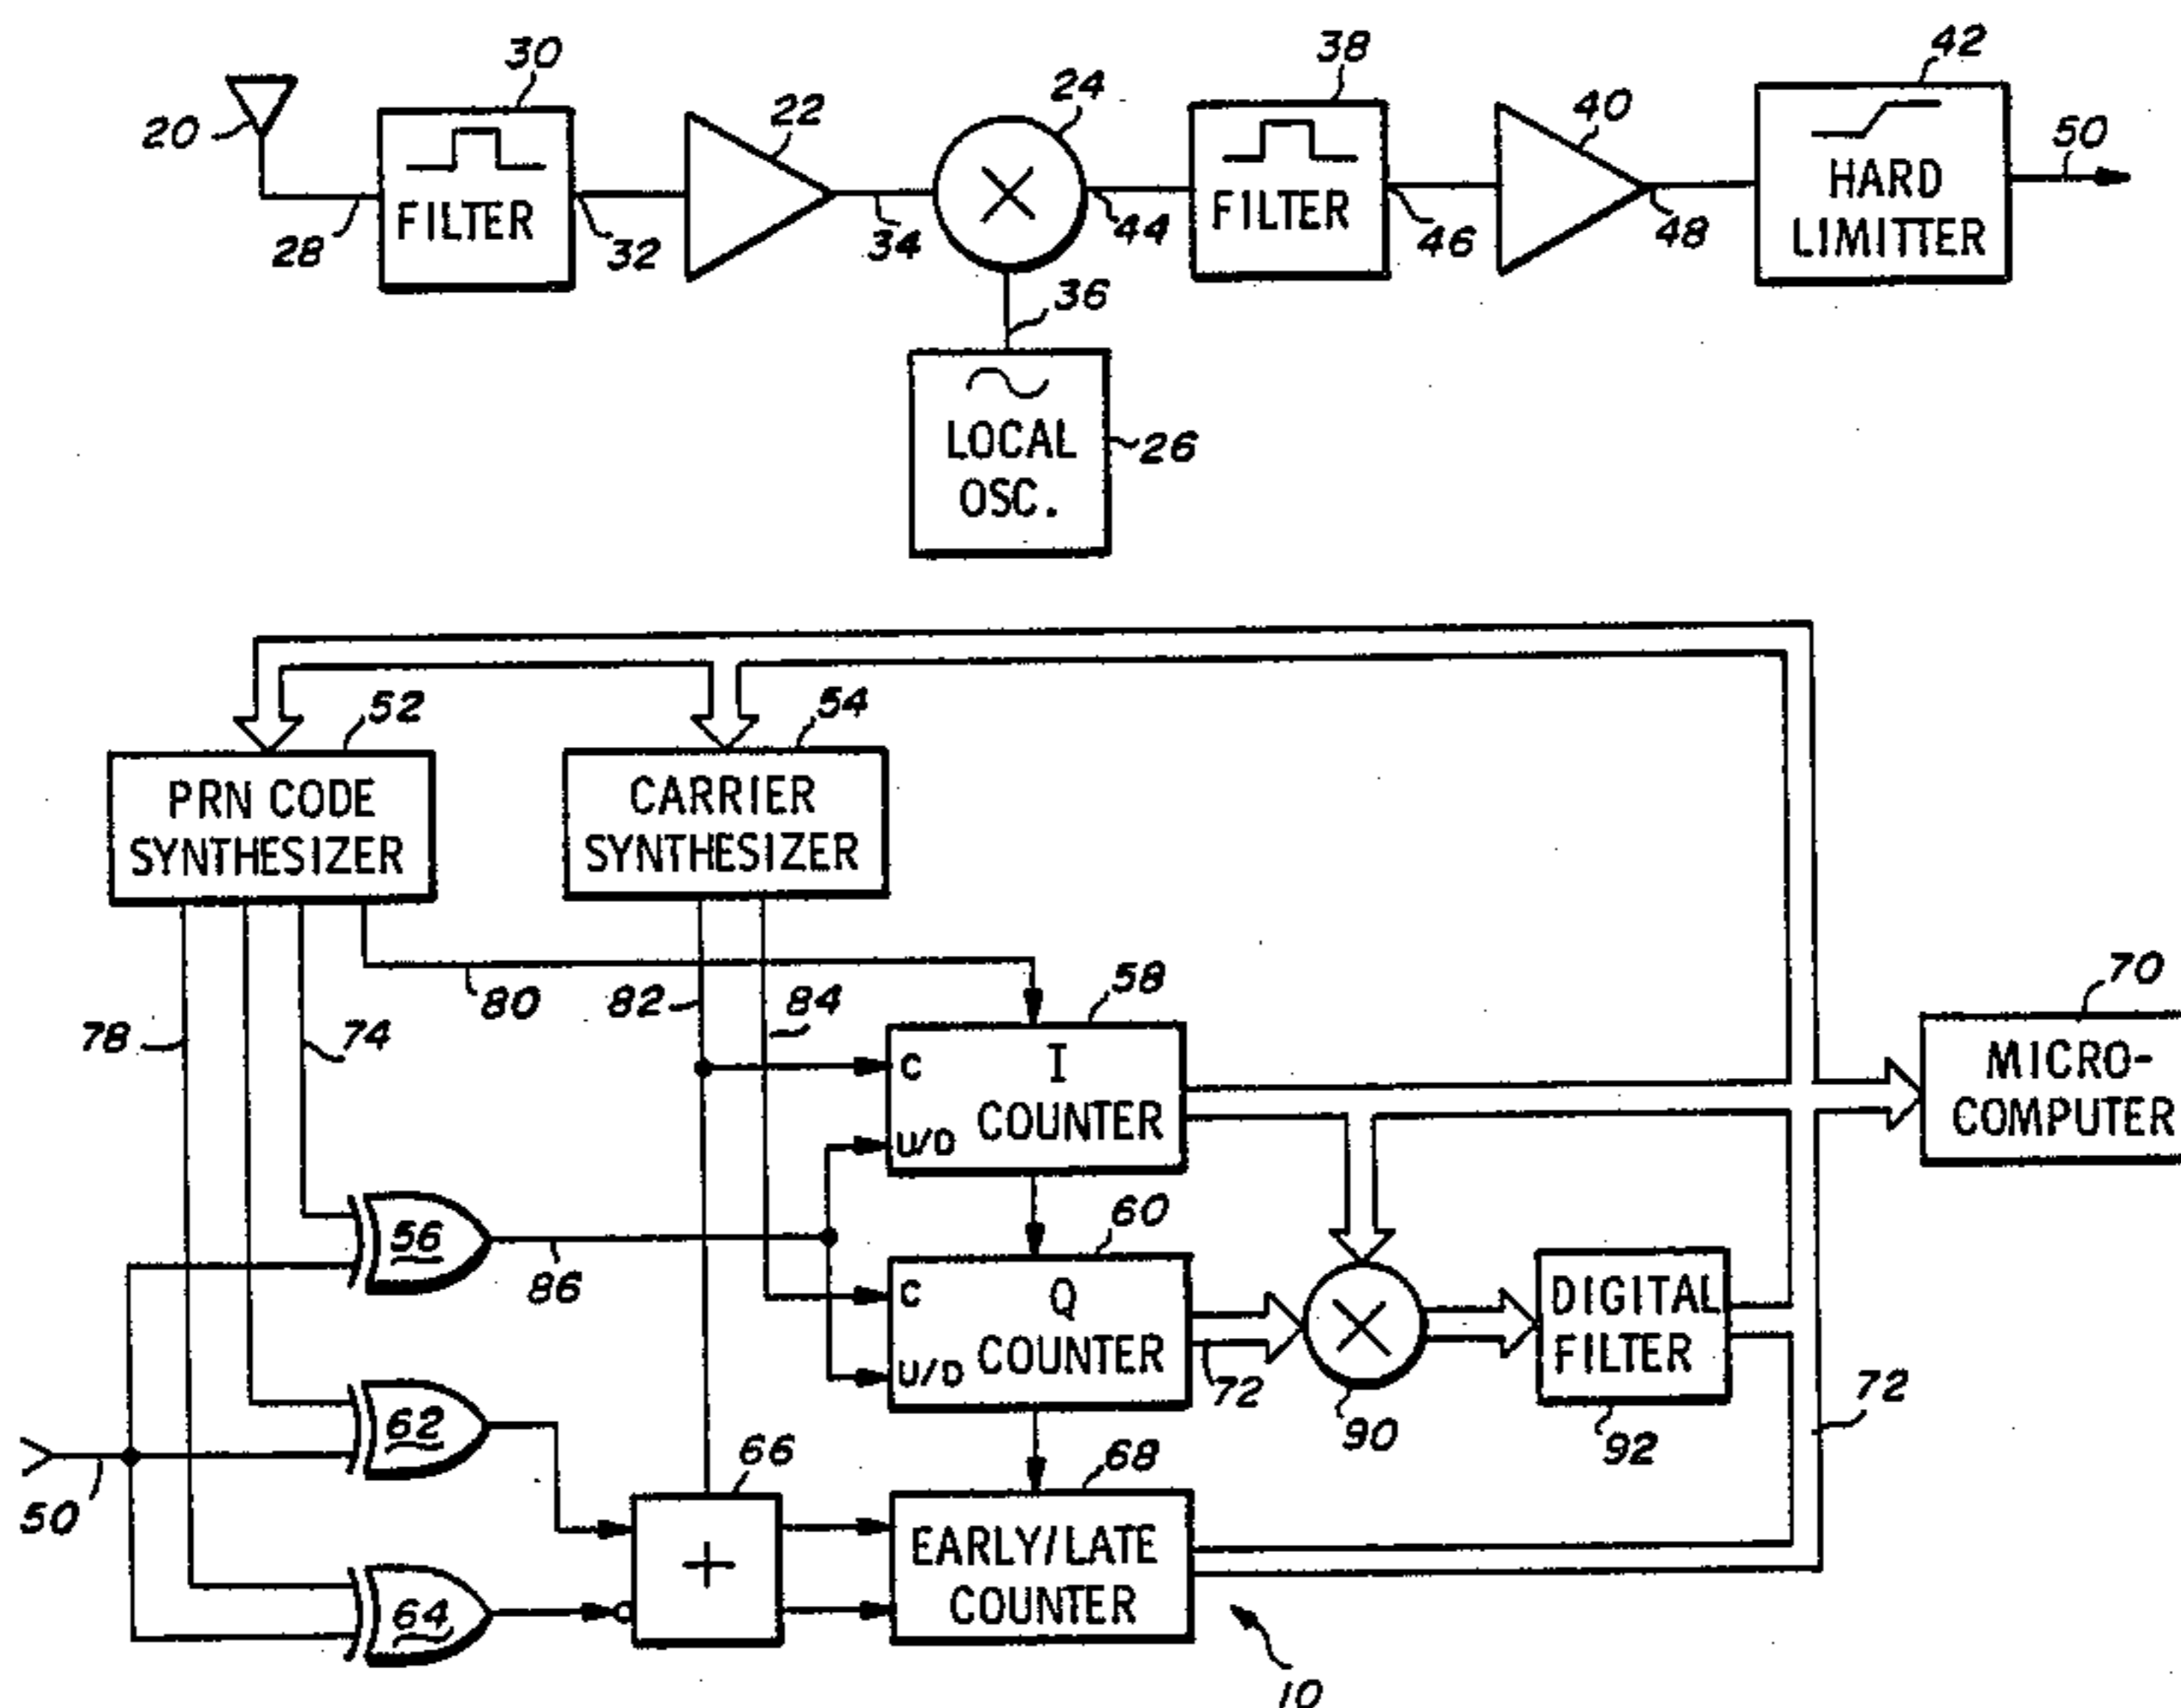 30
38
42
20
22
24
40
50
FILTER
FILTER
HARD
LIMITTER
28
32
34
44
46
48
36
LOCAL
OSC.
26
52
54
PRN CODE
SYNTHESIZER
CARRIER
SYNTHESIZER
78
74
80
82
84
58
70
C
I
COUNTER
U/D
MICRO-
COMPUTER
56
86
60
C
Q
COUNTER
U/D
72
DIGITAL
FILTER
72
90
92
62
50
66
68
+
EARLY/LATE
COUNTER
64
10